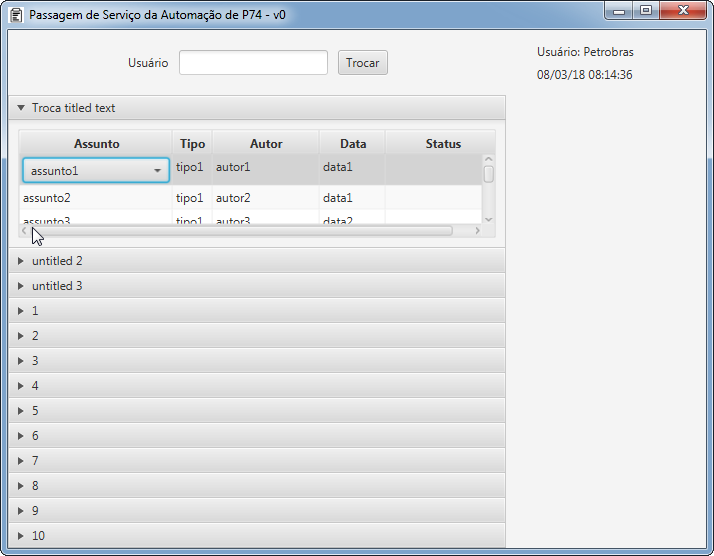 Passagem de Serviço da Automação de P74 - v0
Usuário Trocar
Usuário: Petrobras
08/03/18 08:14:36
Troca titled text
Assunto Tipo Autor Data Status
assunto1 tipo1 autor1 data1
assunto2 tipo1 autor2 data1
assunto3 tipo1 autor3 data2
untitled 2
untitled 3
1
2
3
4
5
6
7
8
9
10